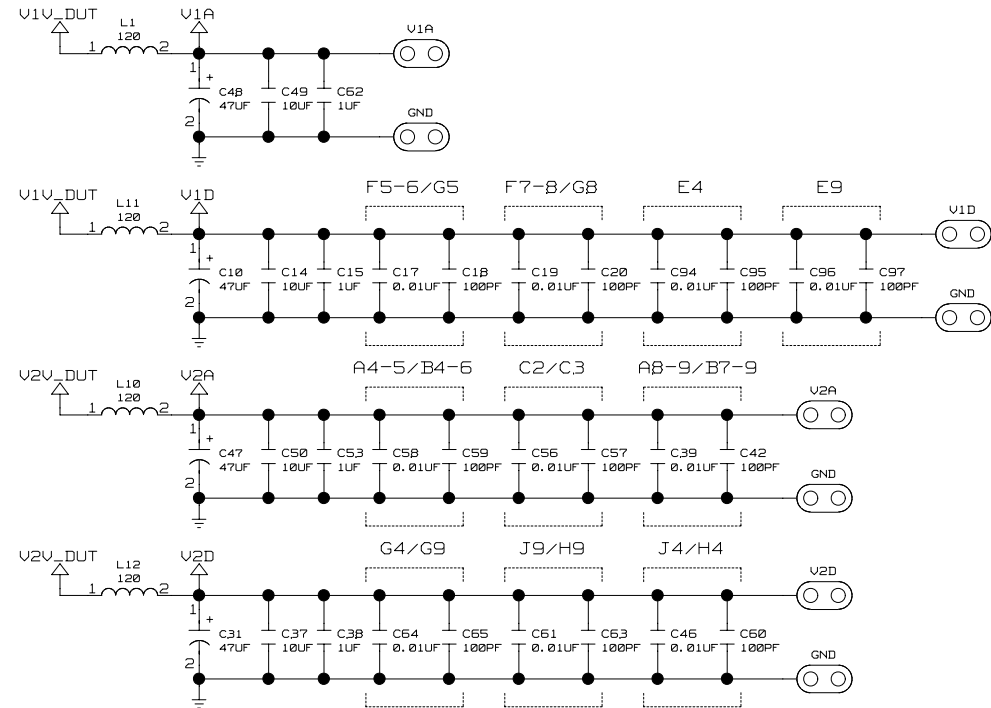 V1V_DUT
L1
120
1
2
V1A
1
+
C48
47UF
2
C49
10UF
C62
1UF
V1A
GND
V1V_DUT
L11
120
1
2
V1D
1
+
C10
47UF
2
C14
10UF
C15
1UF
F5-6/G5
C17
0.01UF
C18
100PF
F7-8/G8
C19
0.01UF
C20
100PF
E4
C94
0.01UF
C95
100PF
E9
C96
0.01UF
C97
100PF
V1D
GND
V2V_DUT
L10
120
1
2
V2A
1
+
C47
47UF
2
C50
10UF
C53
1UF
A4-5/B4-6
C58
0.01UF
C59
100PF
C2/C3
C56
0.01UF
C57
100PF
A8-9/B7-9
C39
0.01UF
C42
100PF
V2A
GND
V2V_DUT
L12
120
1
2
V2D
1
+
C31
47UF
2
C37
10UF
C38
1UF
G4/G9
C64
0.01UF
C65
100PF
J9/H9
C61
0.01UF
C63
100PF
J4/H4
C46
0.01UF
C60
100PF
V2D
GND